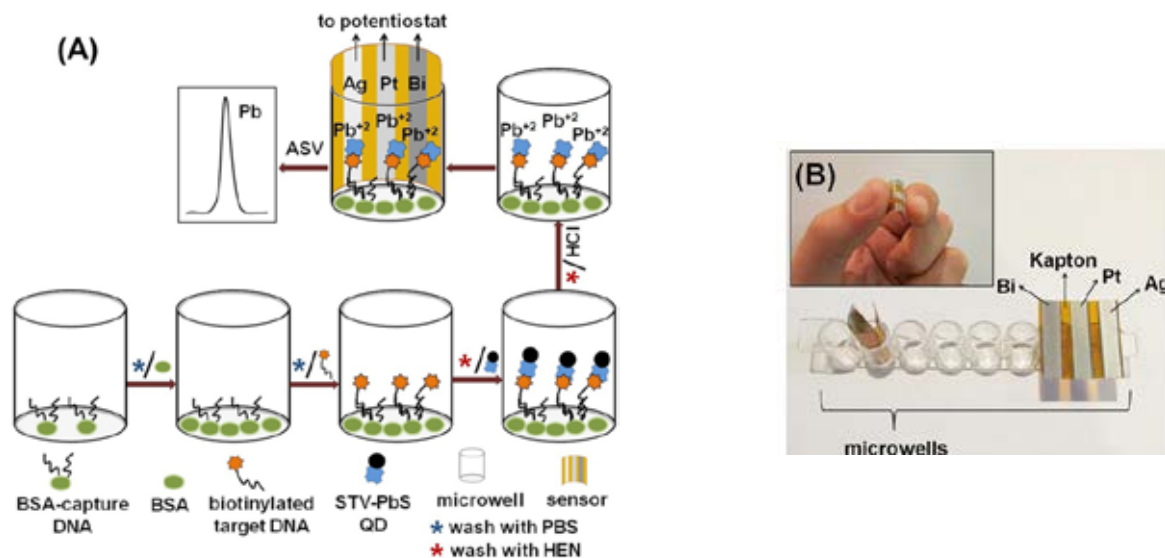 (A)
to potentiostat
Ag Pt Bi
Pb
Pb+2 Pb+2 Pb+2
ASV
Pb+2 Pb+2 Pb+2
*/HCl
*/
*/
*/
BSA-capture
DNA
BSA
biotinylated
target DNA
STV-PbS
QD
microwell
sensor
* wash with PBS
* wash with HEN
(B)
Kapton
Bi
Pt
Ag
microwells